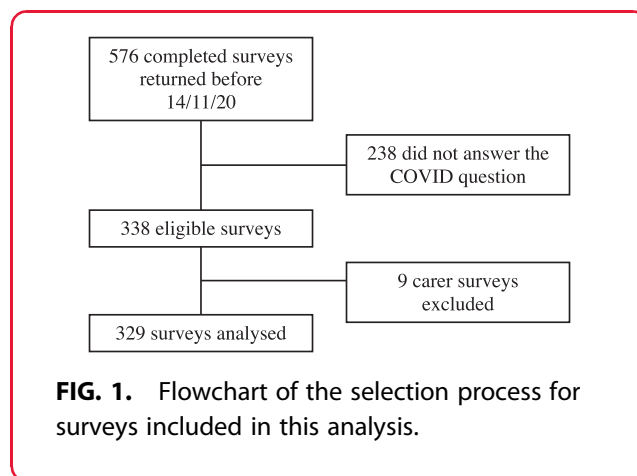 576 completed surveys
returned before
14/11/20
238 did not answer the
COVID question
338 eligible surveys
9 carer surveys
excluded
329 surveys analysed
FIG. 1. Flowchart of the selection process for
surveys included in this analysis.